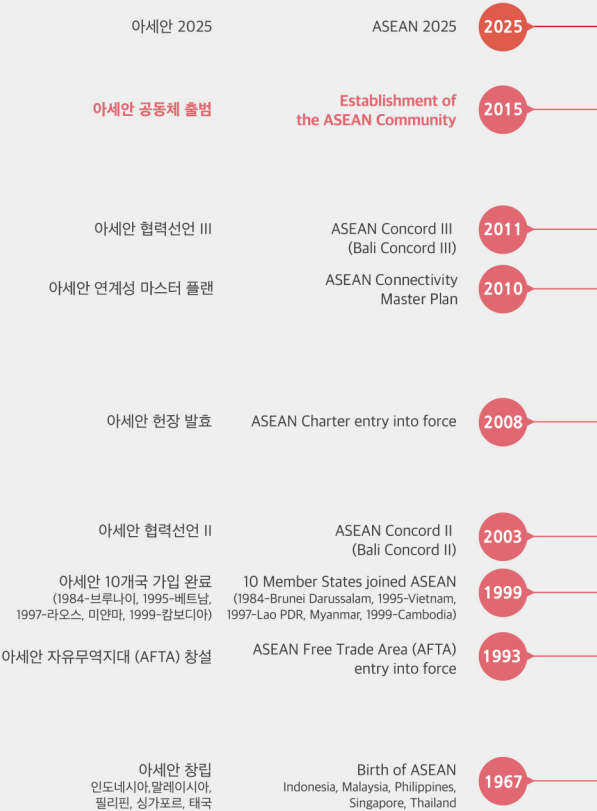 아세안 2025
ASEAN 2025
2025
아세안 공동체 출범
Establishment of
the ASEAN Community
2015
아세안 협력선언 III
ASEAN Concord III
(Bali Concord III)
2011
아세안 연계성 마스터 플랜
ASEAN Connectivity
Master Plan
2010
아세안 헌장 발효
ASEAN Charter entry into force
2008
아세안 협력선언 II
ASEAN Concord II
(Bali Concord II)
2003
아세안 10개국 가입 완료
(1984-브루나이, 1995-베트남,
1997-라오스, 미얀마, 1999-캄보디아)
10 Member States joined ASEAN
(1984-Brunei Darussalam, 1995-Vietnam,
1997-Lao PDR, Myanmar, 1999-Cambodia)
1999
아세안 자유무역지대 (AFTA) 창설
ASEAN Free Trade Area (AFTA)
entry into force
1993
아세안 창립
인도네시아,말레이시아,
필리핀, 싱가포르, 태국
Birth of ASEAN
Indonesia, Malaysia, Philippines,
Singapore, Thailand
1967